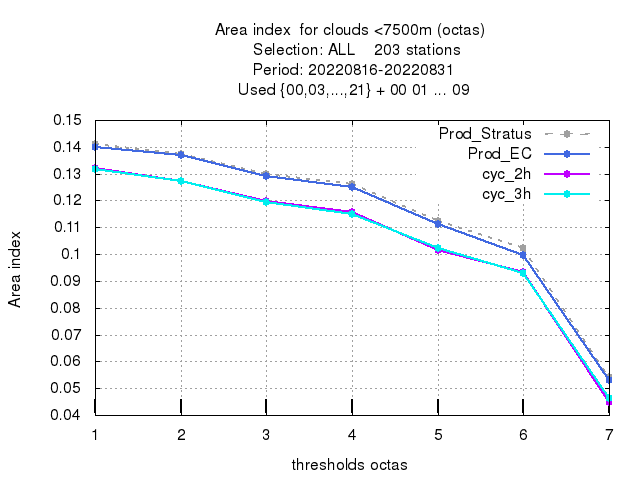 Area index  for clouds <7500m (octas)
Selection: ALL    203 stations
Period: 20220816-20220831
Used {00,03,...,21} + 00 01 ... 09
0.15
0.14
0.13
0.12
0.11
0.1
0.09
0.08
0.07
0.06
0.05
0.04
Area index
Prod_Stratus
Prod_EC
cyc_2h
cyc_3h
1 2 3 4 5 6 7
thresholds octas